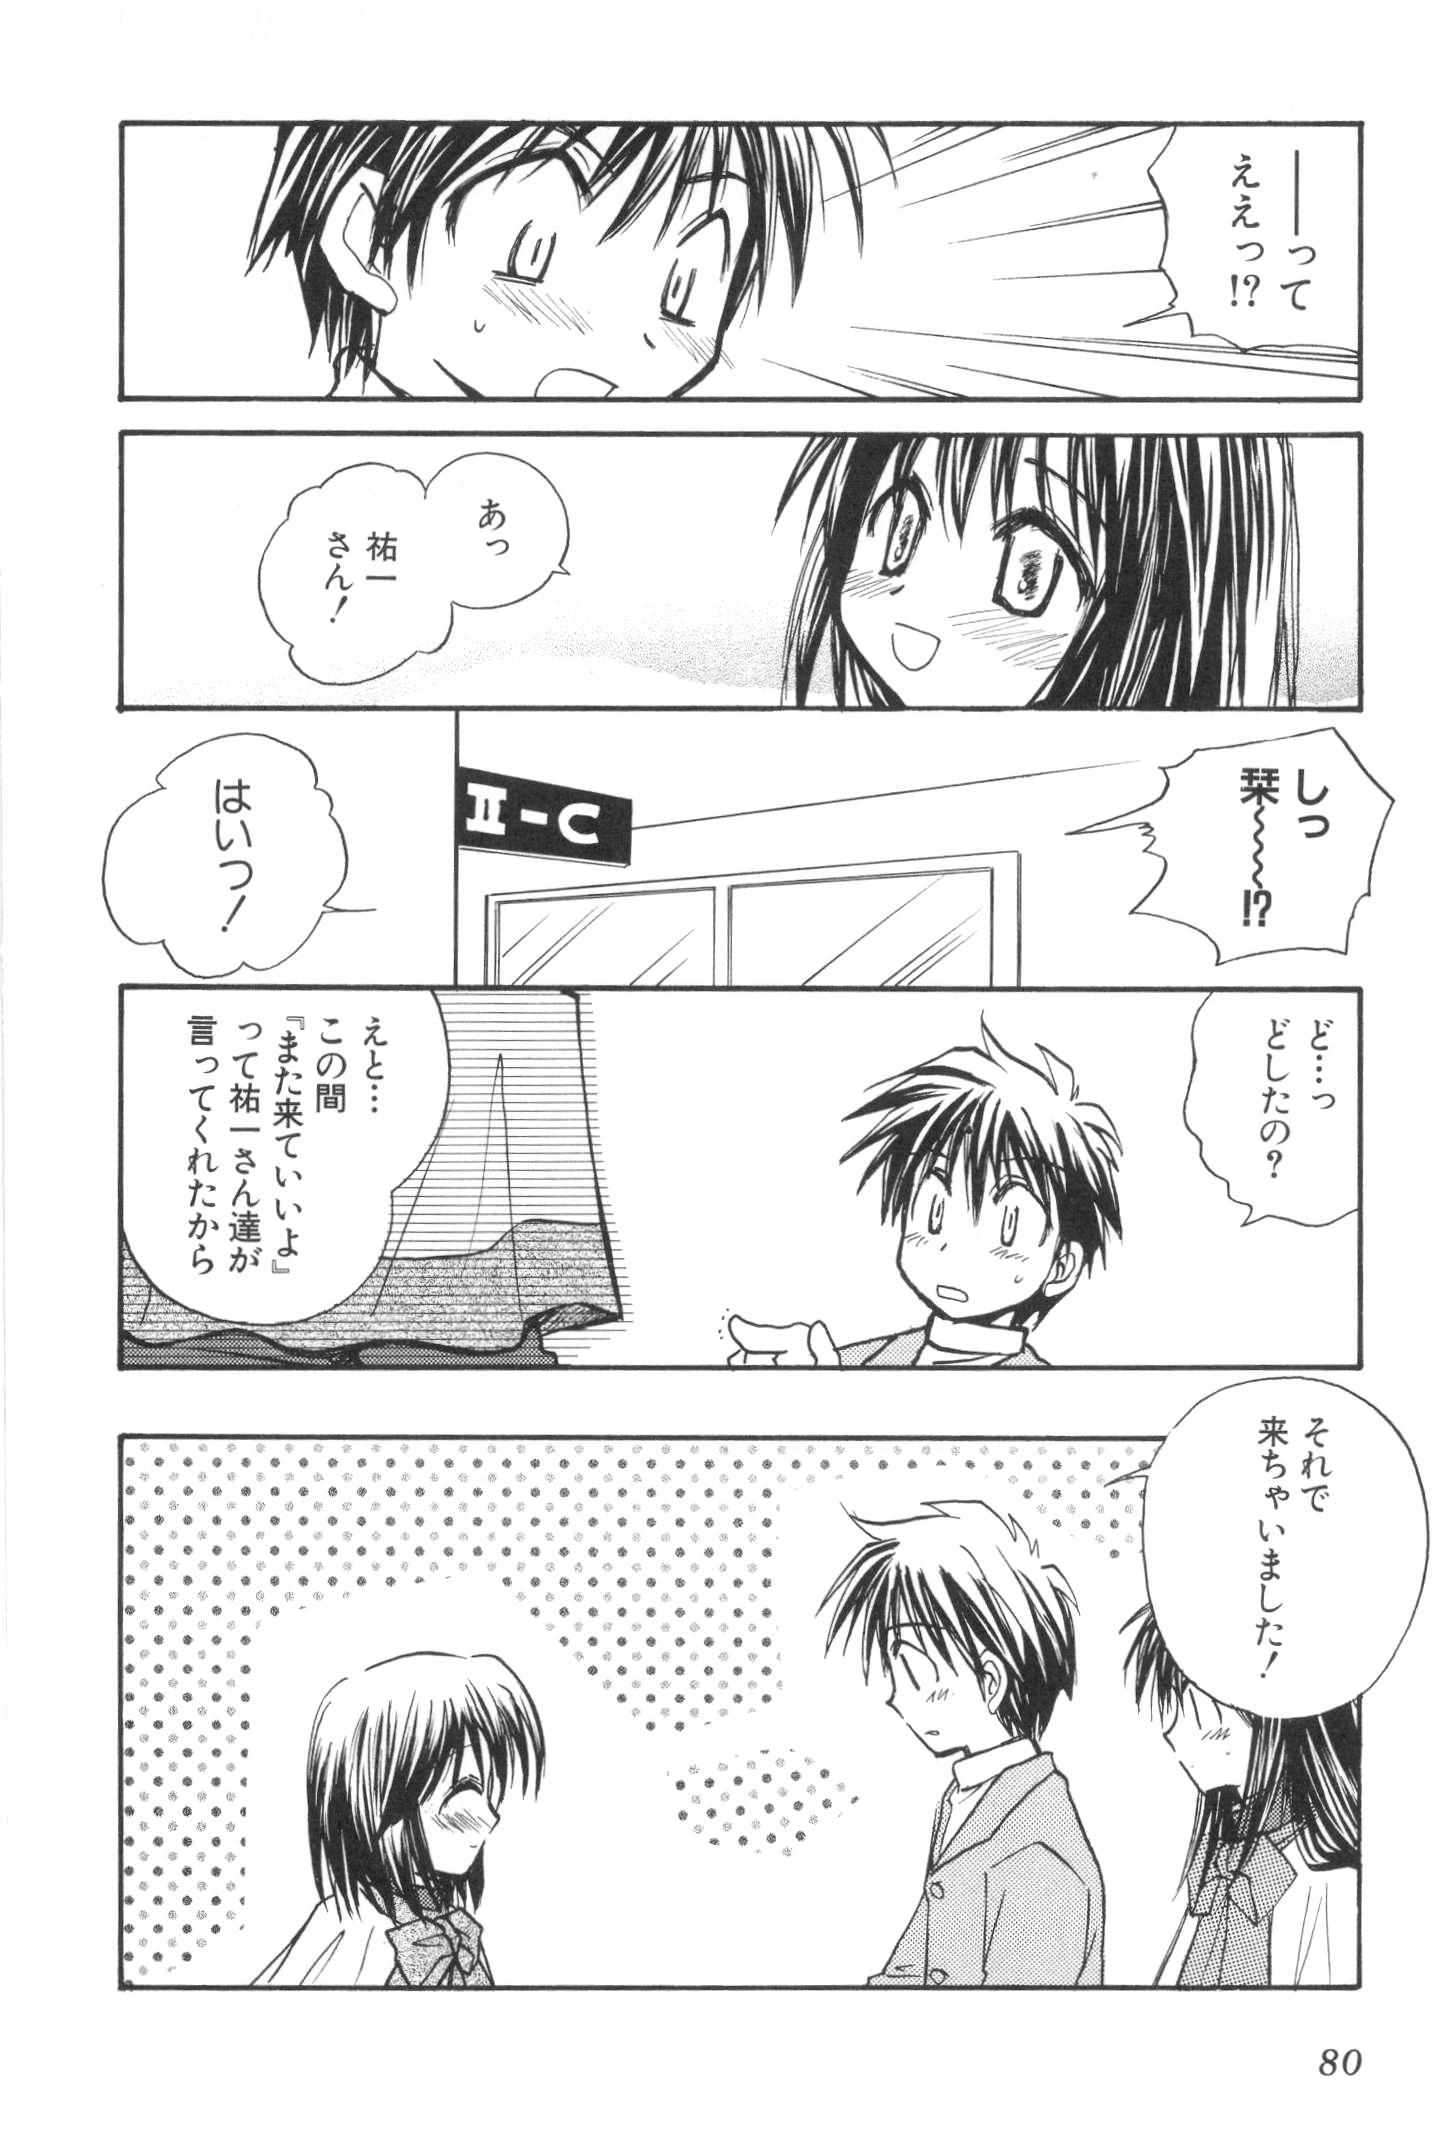 ――って
ええっ!?
あっ
祐一
さん!
しっ
栞〜〜〜!?
II-C
はいっ!
ど…っ
どしたの?
えと…
この間
『また来ていいよ』
って祐一さん達が
言ってくれたから
それで
来ちゃいました!
80